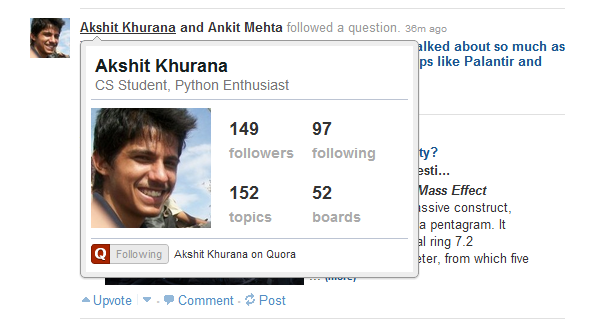 Akshit Khurana and Ankit Mehta followed a question. 36m ago
alked about so much as
ps like Palantir and
Akshit Khurana
CS Student, Python Enthusiast
149 97
followers following
152 52
topics boards
Q Following Akshit Khurana on Quora
ty?
esti...
Mass Effect
assive construct,
a pentagram. It
al ring 7.2
eter, from which five
... (more)
Upvote · Comment · Post